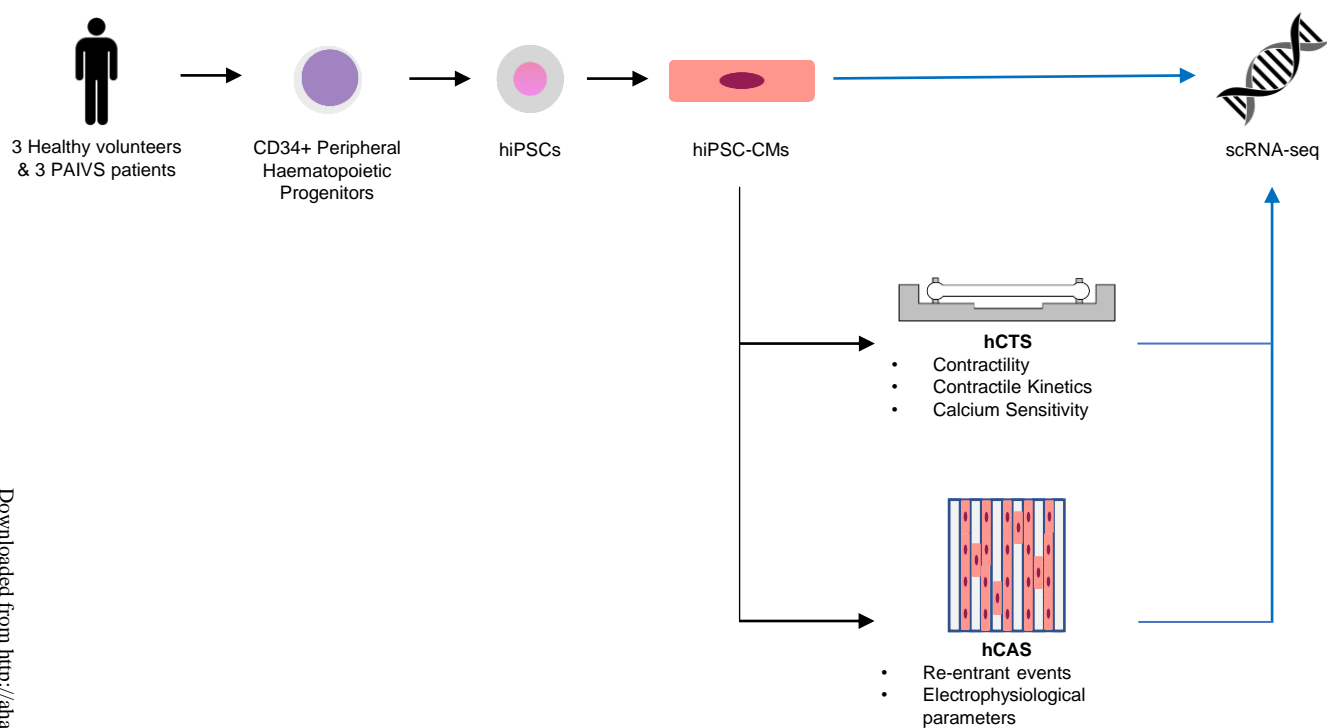 3 Healthy volunteers
& 3 PAIVS patients
CD34+ Peripheral
Haematopoietic
Progenitors
hiPSCs
hiPSC-CMs
scRNA-seq
hCTS
• Contractility
• Contractile Kinetics
• Calcium Sensitivity
hCAS
• Re-entrant events
• Electrophysiological
parameters
Downloaded from http://aha